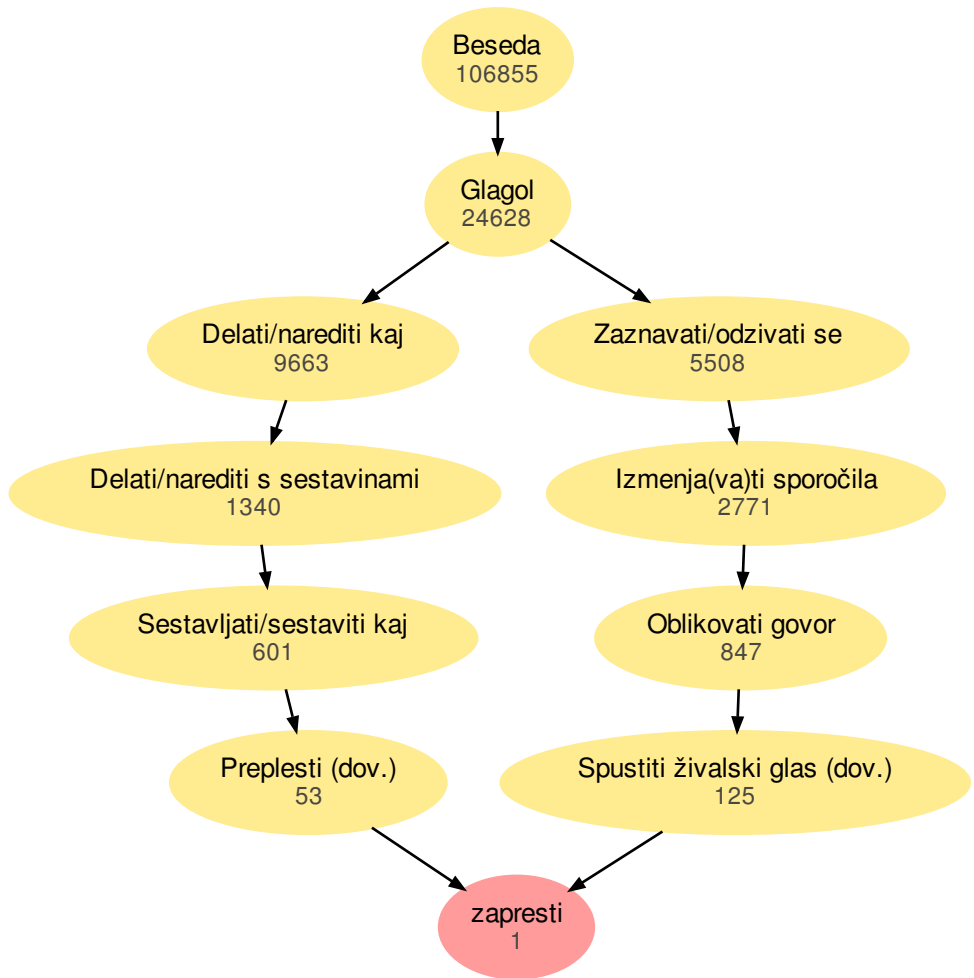 Beseda
106855
Glagol
24628
Delati/narediti kaj
9663
Zaznavati/odzivati se
5508
Delati/narediti s sestavinami
1340
Izmenja(va)ti sporočila
2771
Sestavljati/sestaviti kaj
601
Oblikovati govor
847
Preplesti (dov.)
53
Spustiti živalski glas (dov.)
125
zapresti
1